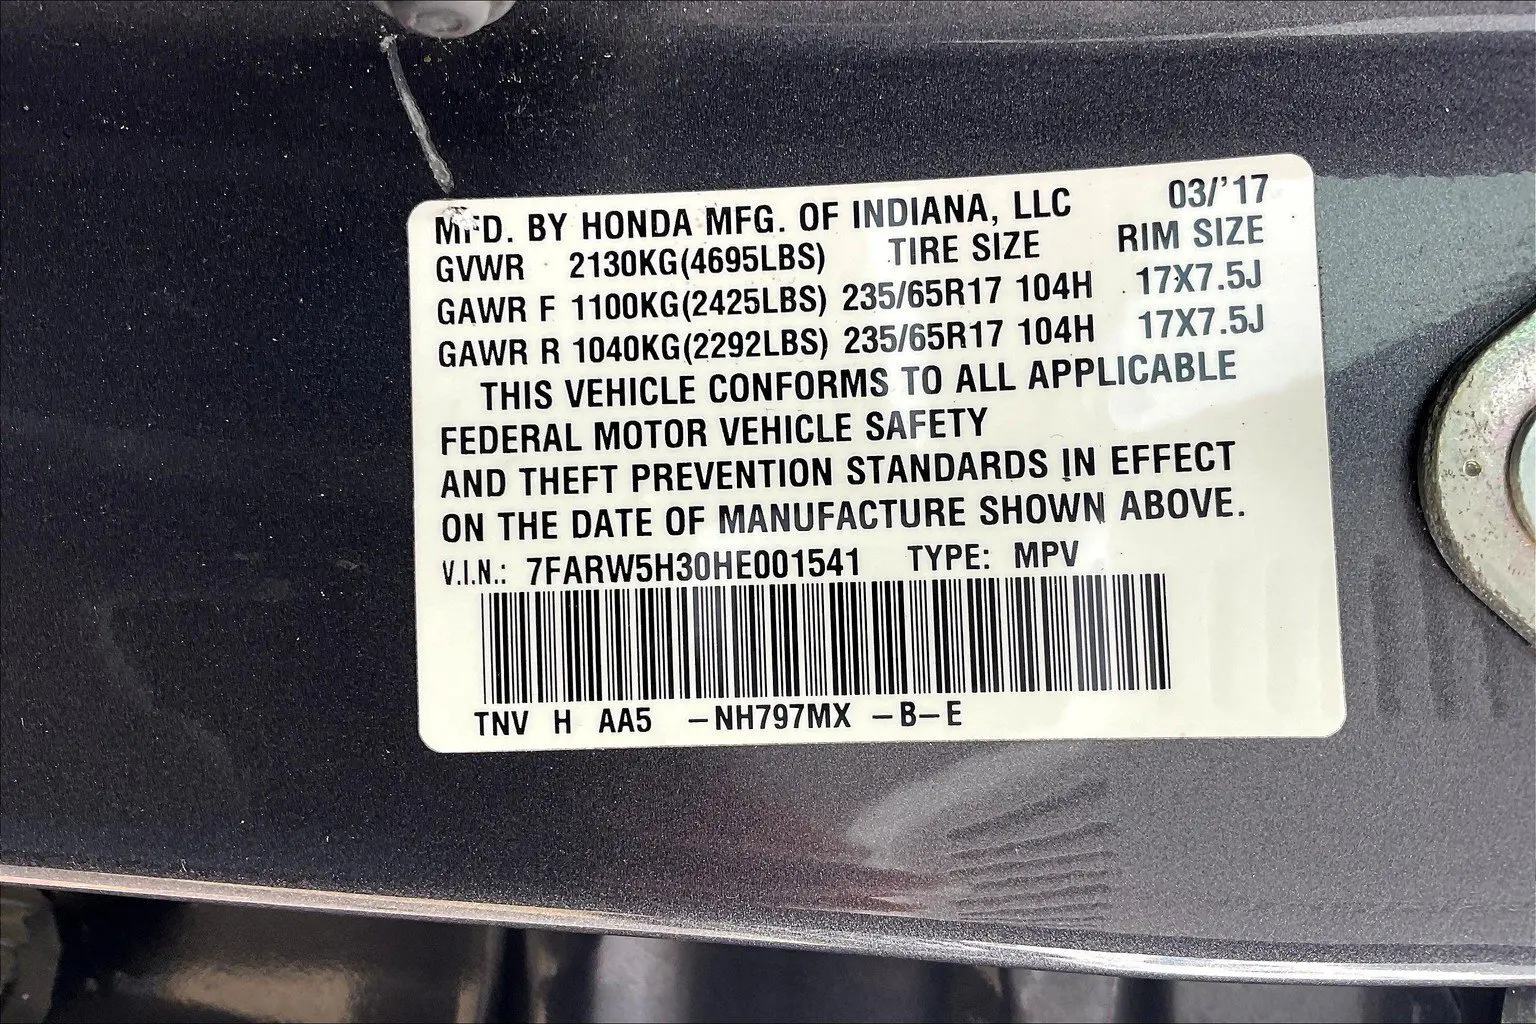 MFD. BY HONDA MFG. OF INDIANA, LLC 03/'17
GVWR 2130KG(4695LBS) TIRE SIZE RIM SIZE
GAWR F 1100KG(2425LBS) 235/65R17 104H 17X7.5J
GAWR R 1040KG(2292LBS) 235/65R17 104H 17X7.5J
THIS VEHICLE CONFORMS TO ALL APPLICABLE
FEDERAL MOTOR VEHICLE SAFETY
AND THEFT PREVENTION STANDARDS IN EFFECT
ON THE DATE OF MANUFACTURE SHOWN ABOVE.
V.I.N.: 7FARW5H30HE001541 TYPE: MPV
TNV H AA5 -NH797MX -B-E